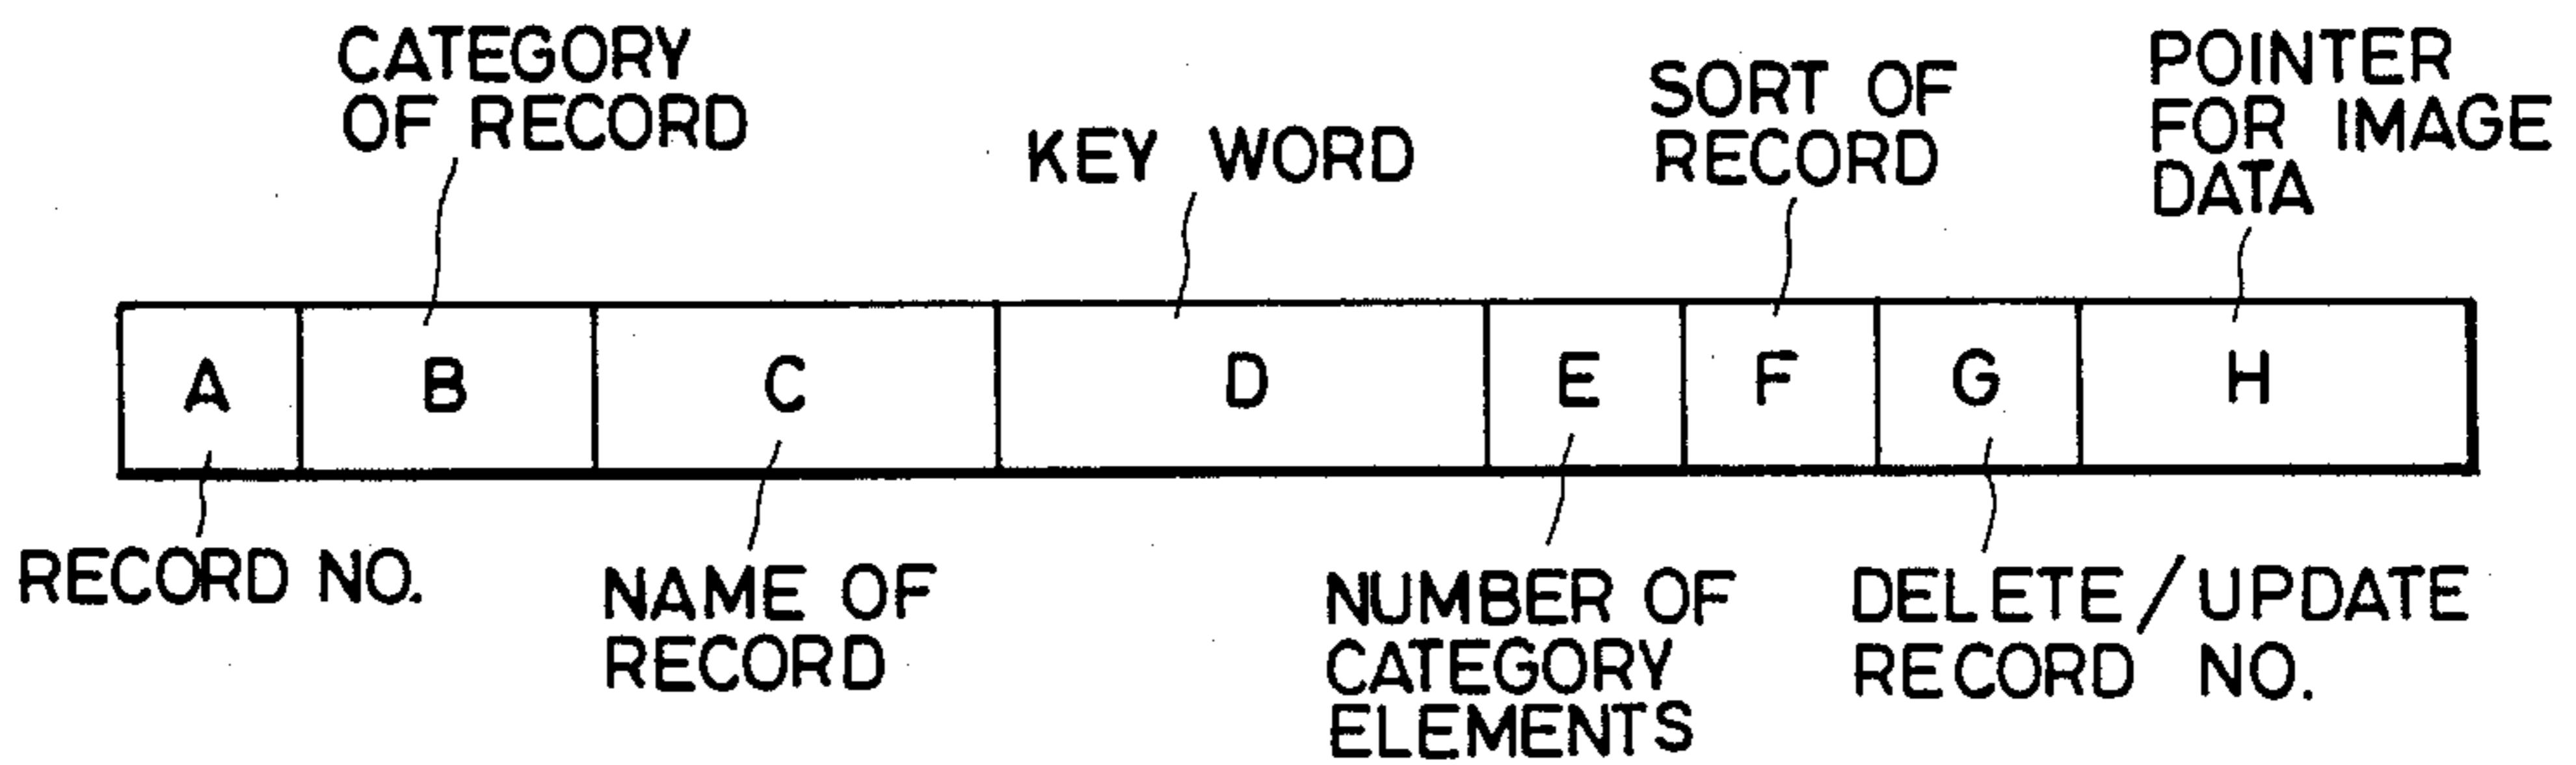 CATEGORY
OF RECORD
KEY WORD
SORT OF
RECORD
POINTER
FOR IMAGE
DATA
A B C D E F G H
RECORD NO.
NAME OF
RECORD
NUMBER OF
CATEGORY
ELEMENTS
DELETE/UPDATE
RECORD NO.